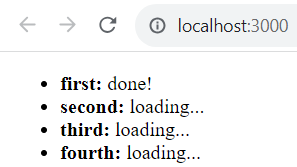 localhost:3000
first: done!
second: loading...
third: loading...
fourth: loading...